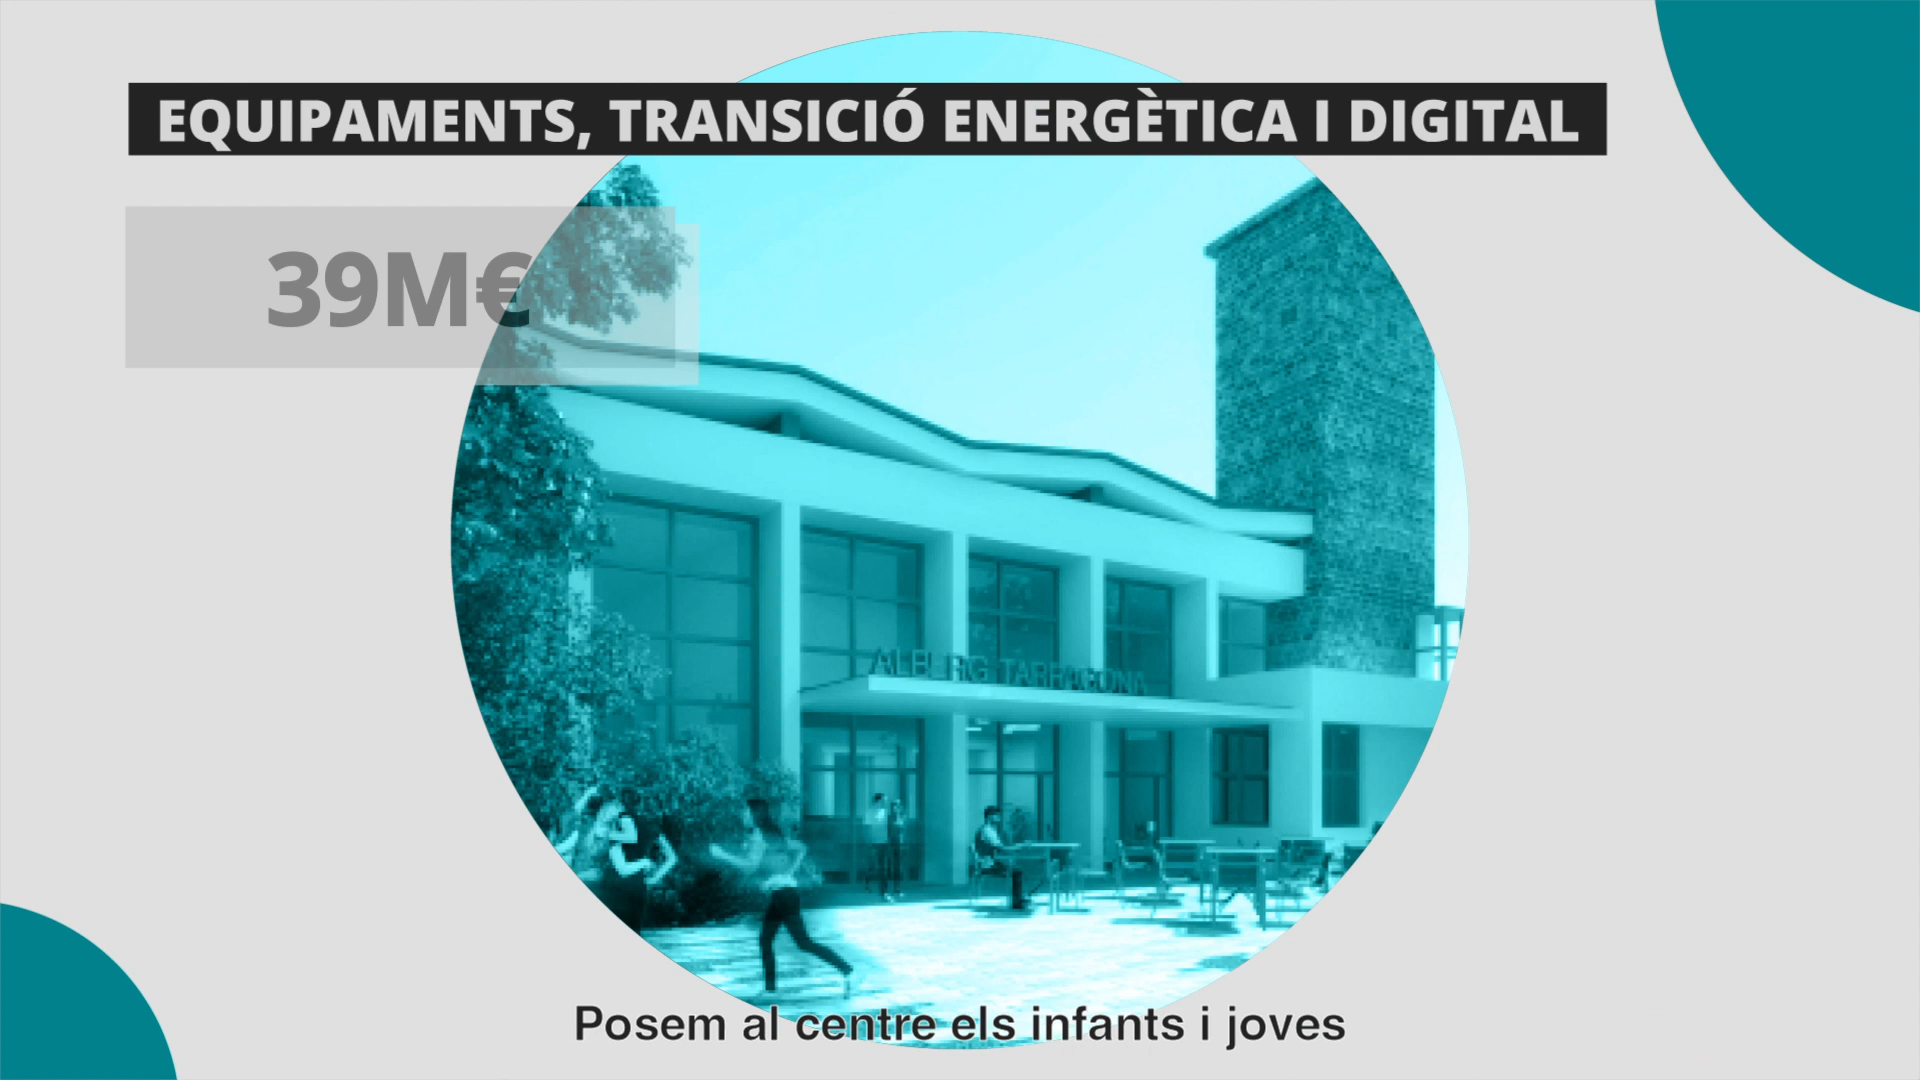 EQUIPAMENTS, TRANSICIÓ ENERGÈTICA I DIGITAL
39M€
ALBERG TARRAGONA
Posem al centre els infants i joves